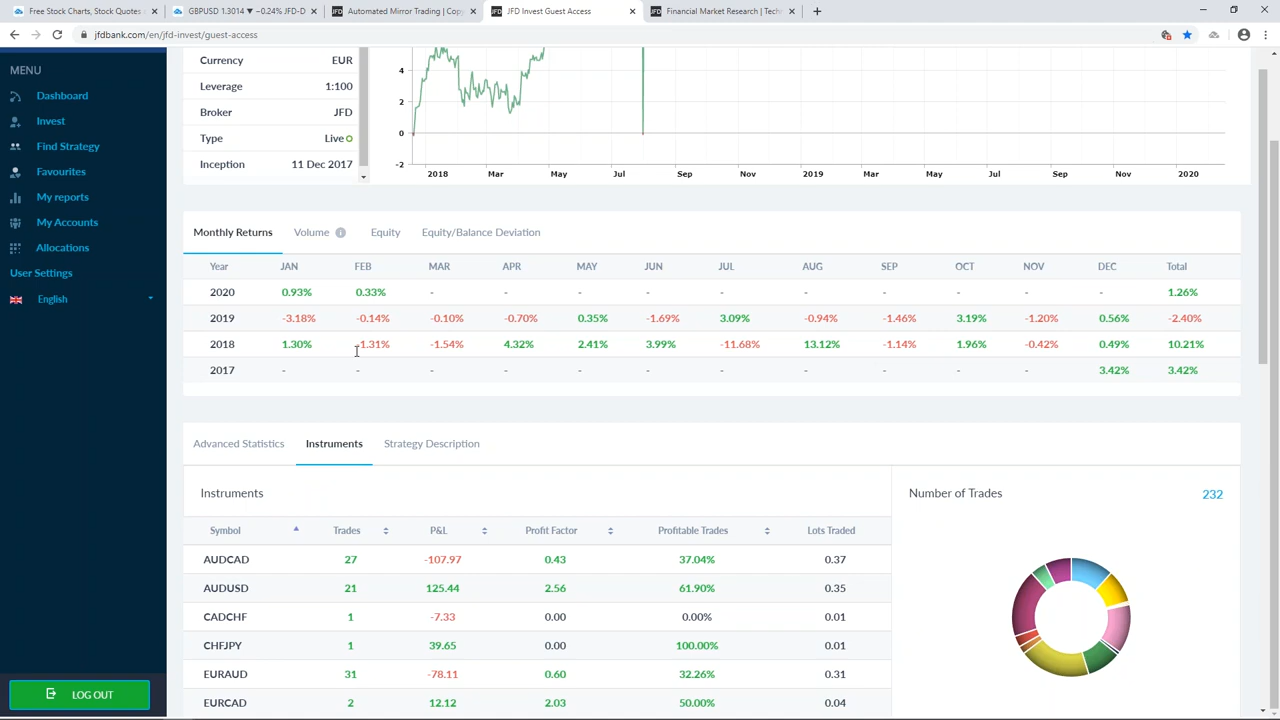 Free Stock Charts, Stock Quotes
GBPUSD 1.3014 ▼−0.24% JFD-D
Automated Mirror Trading | Cop
JFD Invest Guest Access
Financial Market Research | Tech
jfdbank.com/en/jfd-invest/guest-access
MENU
Dashboard
Invest
Find Strategy
Favourites
My reports
My Accounts
Allocations
User Settings
English
LOG OUT
Currency EUR
Leverage 1:100
Broker JFD
Type Live
Inception 11 Dec 2017
4
2
0
-2
2018 Mar May Jul Sep Nov 2019 Mar May Jul Sep Nov 2020
Monthly Returns Volume Equity Equity/Balance Deviation
Year JAN FEB MAR APR MAY JUN JUL AUG SEP OCT NOV DEC Total
2020 0.93% 0.33% - - - - - - - - - - 1.26%
2019 -3.18% -0.14% -0.10% -0.70% 0.35% -1.69% 3.09% -0.94% -1.46% 3.19% -1.20% 0.56% -2.40%
2018 1.30% -1.31% -1.54% 4.32% 2.41% 3.99% -11.68% 13.12% -1.14% 1.96% -0.42% 0.49% 10.21%
2017 - - - - - - - - - - - 3.42% 3.42%
Advanced Statistics Instruments Strategy Description
Instruments
Symbol Trades P&L Profit Factor Profitable Trades Lots Traded
AUDCAD 27 -107.97 0.43 37.04% 0.37
AUDUSD 21 125.44 2.56 61.90% 0.35
CADCHF 1 -7.33 0.00 0.00% 0.01
CHFJPY 1 39.65 0.00 100.00% 0.01
EURAUD 31 -78.11 0.60 32.26% 0.31
EURCAD 2 12.12 2.03 50.00% 0.04
Number of Trades 232